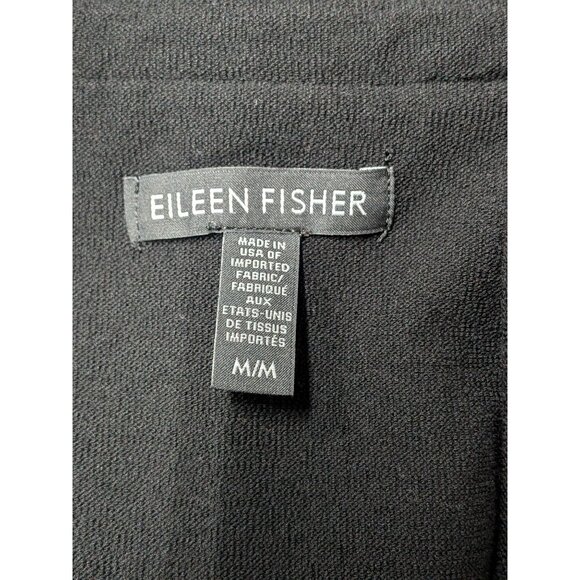 EILEEN FISHER
MADE IN
USA OF
IMPORTED
FABRIC/
FABRIQUÉ
AUX
ETATS-UNIS
DE TISSUS
IMPORTÉS
M/M